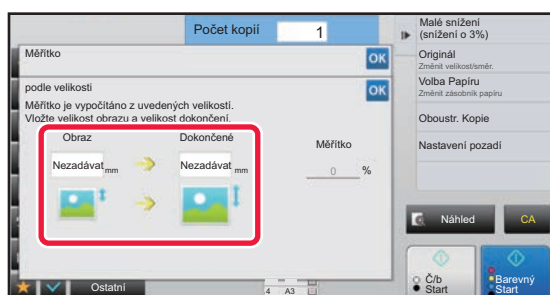 Počet kopií 1
Měřítko OK
podle velikosti OK
Měřítko je vypočítáno z uvedených velikostí.
Vložte velikost obrazu a velikost dokončení.
Obraz Dokončené Měřítko
Nezadávat mm Nezadávat mm 0 %
Ostatní
4 A3
Malé snížení
(snížení o 3%)
Originál
Změnit velikost/směr.
Volba Papíru
Změnit zásobník papíru
Oboustr. Kopie
Nastavení pozadí
Náhled CA
Č/b
Start
Barevný
Start